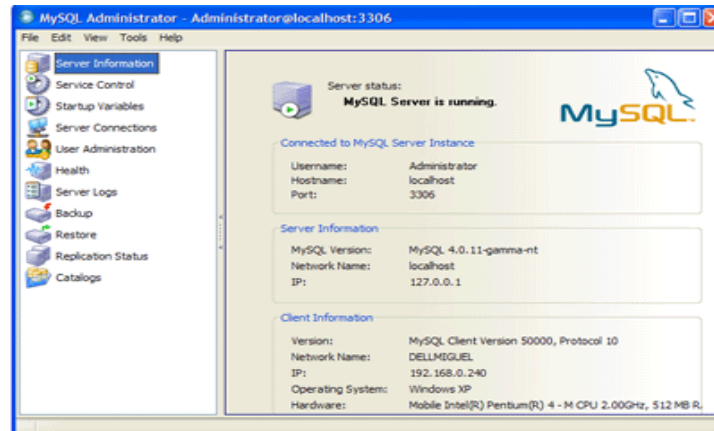 MySQL Administrator - Administrator@localhost:3306
File Edit View Tools Help
Server Information
Service Control
Startup Variables
Server Connections
User Administration
Health
Server Logs
Backup
Restore
Replication Status
Catalogs
Server status:
MySQL Server is running.
MySQL
Connected to MySQL Server Instance
Username: Administrator
Hostname: localhost
Port: 3306
Server Information
MySQL Version: MySQL 4.0.11-gamma-nt
Network Name: localhost
IP: 127.0.0.1
Client Information
Version: MySQL Client Version 50000, Protocol 10
Network Name: DELLMIGUEL
IP: 192.168.0.240
Operating System: Windows XP
Hardware: Mobile Intel(R) Pentium(R) 4 - M CPU 2.00GHz, 512 MB R